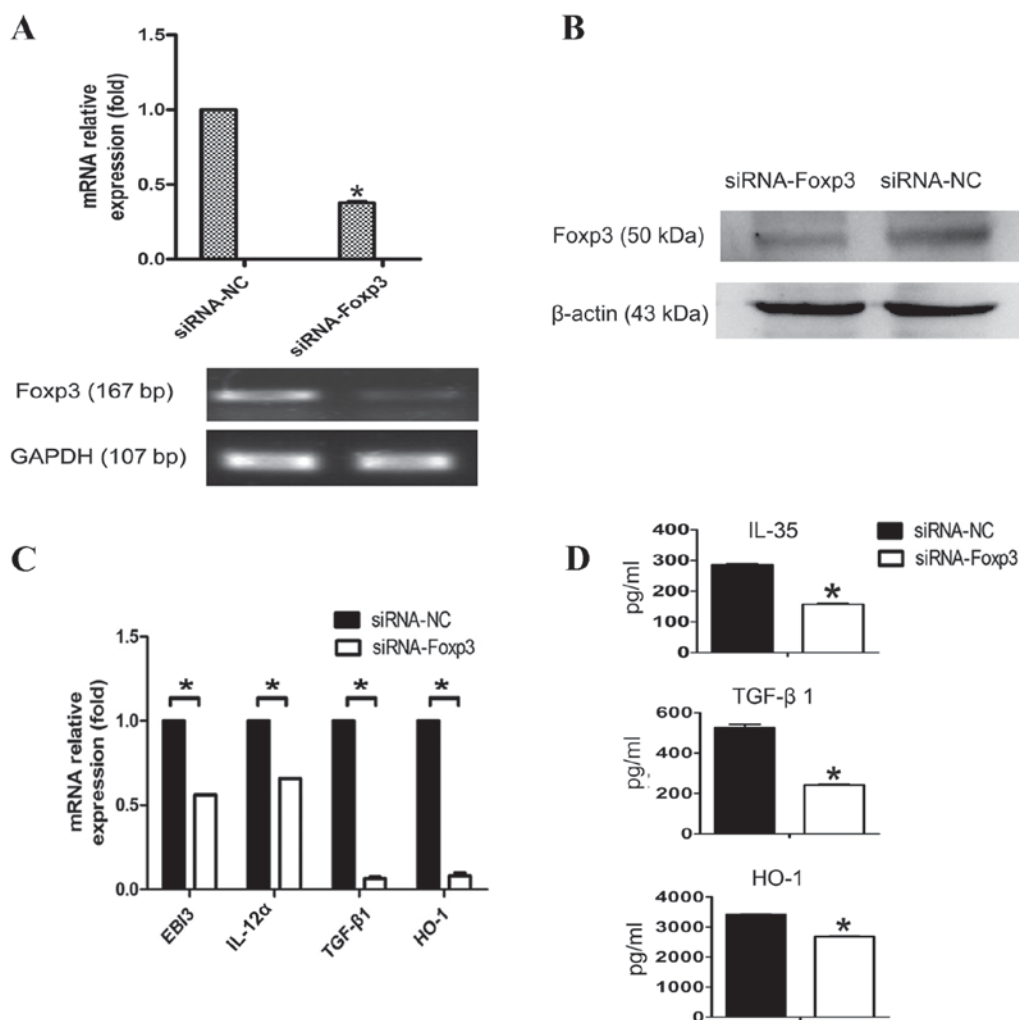 A
mRNA relative
expression (fold)
1.5
1.0
0.5
0.0
*
siRNA-NC
siRNA-Foxp3
Foxp3 (167 bp)
GAPDH (107 bp)
B
siRNA-Foxp3 siRNA-NC
Foxp3 (50 kDa)
β-actin (43 kDa)
C
siRNA-NC
siRNA-Foxp3
mRNA relative
expression (fold)
1.5
1.0
0.5
0.0
* * * *
EBI3
IL-12α
TGF-β1
HO-1
D
siRNA-NC
siRNA-Foxp3
IL-35
pg/ml
400
300
200
100
0
*
TGF-β 1
pg/ml
600
400
200
0
*
HO-1
pg/ml
4000
3000
2000
1000
0
*